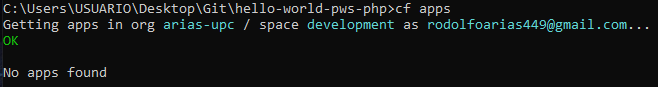 C:\Users\USUARIO\Desktop\Git\hello-world-pws-php>cf apps
Getting apps in org arias-upc / space development as rodolfoarias449@gmail.com...
OK
No apps found